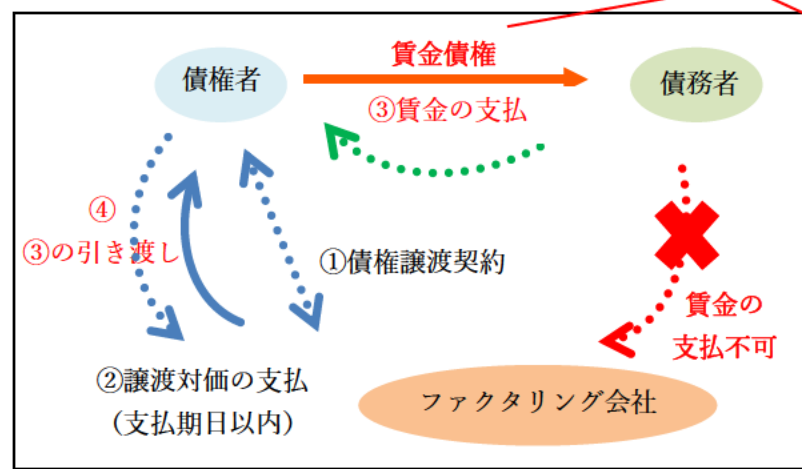 賃金債権
債権者
債務者
③賃金の支払
④
③の引き渡し
①債権譲渡契約
賃金の
支払不可
②譲渡対価の支払
(支払期日以内)
ファクタリング会社